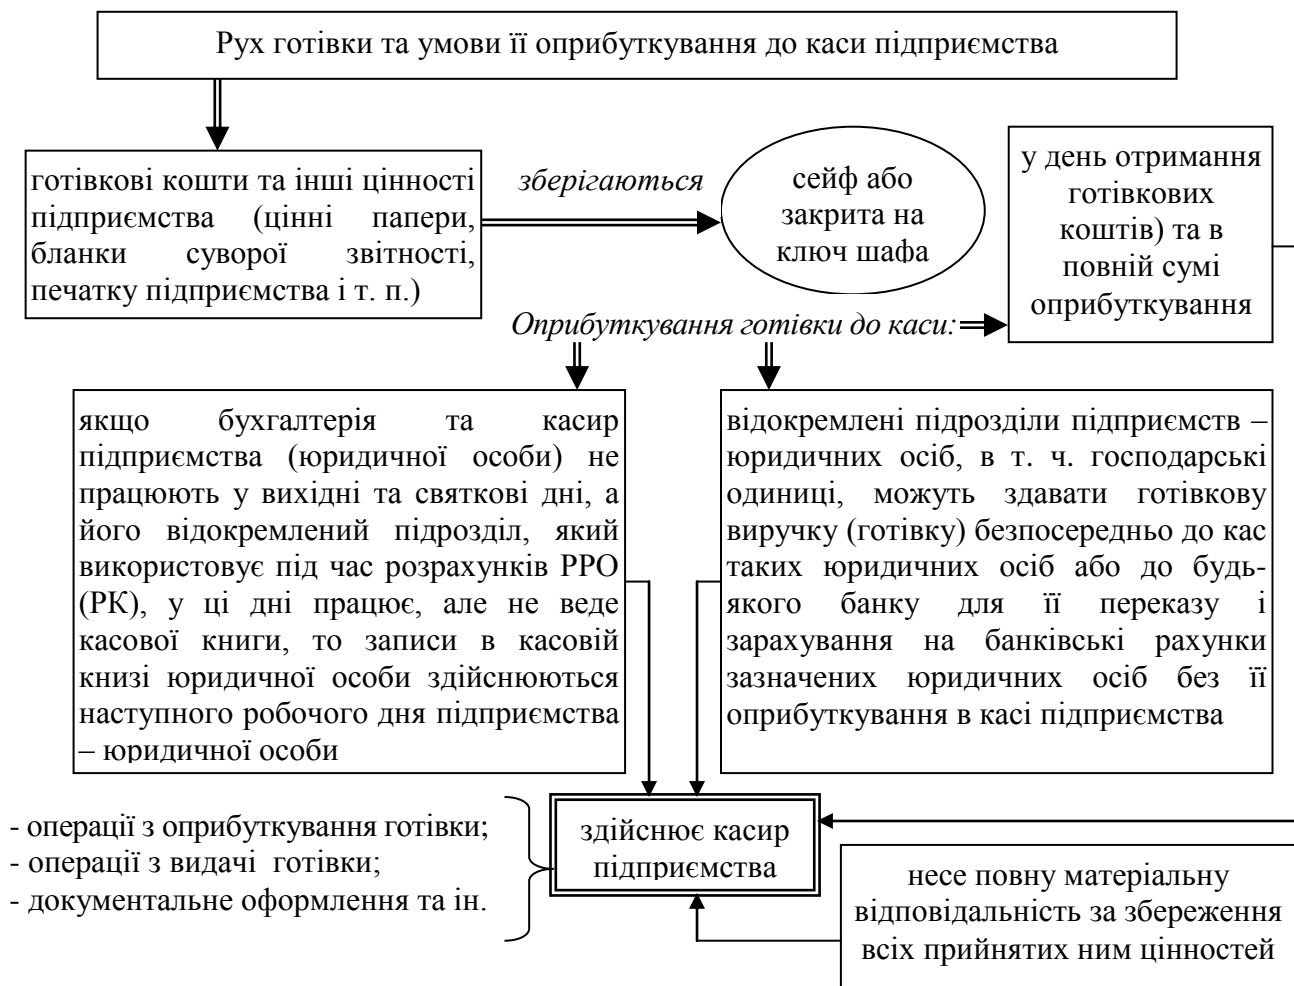 Рух готівки та умови її оприбуткування до каси підприємства
готівкові кошти та інші цінності
підприємства (цінні папери,
бланки суворої звітності,
печатку підприємства і т. п.)
зберігаються
сейф або
закрита на
ключ шафа
у день отримання
готівкових
коштів) та в
повній сумі
оприбуткування
Оприбуткування готівки до каси:
якщо бухгалтерія та касир
підприємства (юридичної особи) не
працюють у вихідні та святкові дні, а
його відокремлений підрозділ, який
використовує під час розрахунків РРО
(РК), у ці дні працює, але не веде
касової книги, то записи в касовій
книзі юридичної особи здійснюються
наступного робочого дня підприємства
– юридичної особи
відокремлені підрозділи підприємств –
юридичних осіб, в т. ч. господарські
одиниці, можуть здавати готівкову
виручку (готівку) безпосередньо до кас
таких юридичних осіб або до будь-
якого банку для її переказу і
зарахування на банківські рахунки
зазначених юридичних осіб без її
оприбуткування в касі підприємства
- операції з оприбуткування готівки;
- операції з видачі готівки;
- документальне оформлення та ін.
здійснює касир
підприємства
несе повну матеріальну
відповідальність за збереження
всіх прийнятих ним цінностей